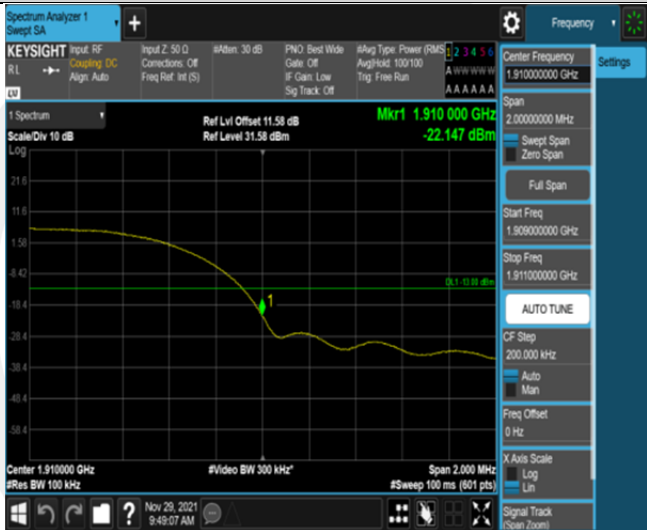 Spectrum Analyzer 1
Swept SA
Frequency
KEYSIGHT
RL
Input: RF
Coupling: DC
Align: Auto
Input Z: 50 Ω
Corrections: Off
Freq Ref: Int (S)
#Atten: 30 dB
PNO: Best Wide
Gate: Off
IF Gain: Low
Sig Track: Off
#Avg Type: Power (RMS
Avg|Hold: 100/100
Trig: Free Run
1 2 3 4 5 6
A W W W W W
A A A A A A
LV
1 Spectrum
Scale/Div 10 dB
Log
Ref Lvl Offset 11.58 dB
Ref Level 31.58 dBm
Mkr1 1.910 000 GHz
-22.147 dBm
21.6
11.6
1.58
-8.42
-18.4
-28.4
-38.4
-48.4
-58.4
DL1 -13.00 dBm
1
Center 1.910000 GHz
#Res BW 100 kHz
#Video BW 300 kHz*
Span 2.000 MHz
#Sweep 100 ms (601 pts)
Center Frequency
1.910000000 GHz
Settings
Span
2.00000000 MHz
Swept Span
Zero Span
Full Span
Start Freq
1.909000000 GHz
Stop Freq
1.911000000 GHz
AUTO TUNE
CF Step
200.000 kHz
Auto
Man
Freq Offset
0 Hz
X Axis Scale
Log
Lin
Signal Track
(Span Zoom)
?
Nov 29, 2021
9:49:07 AM